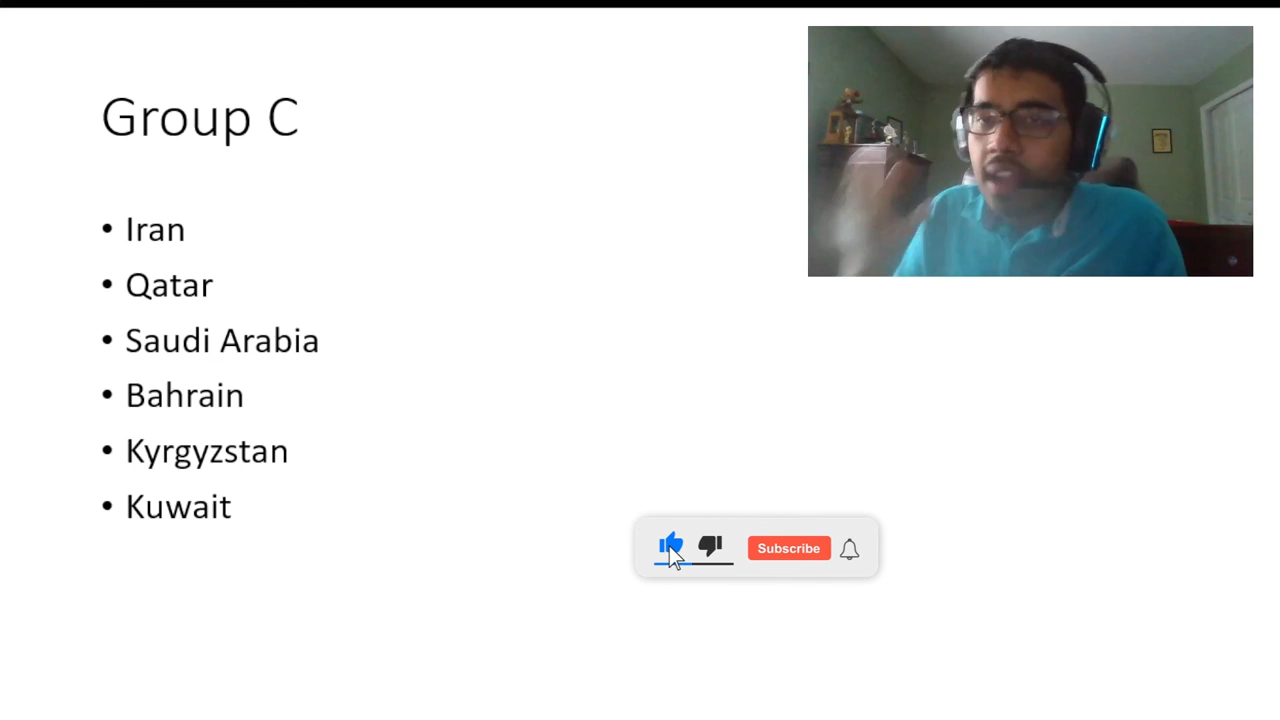 Group C
• Iran
• Qatar
• Saudi Arabia
• Bahrain
• Kyrgyzstan
• Kuwait
Subscribe